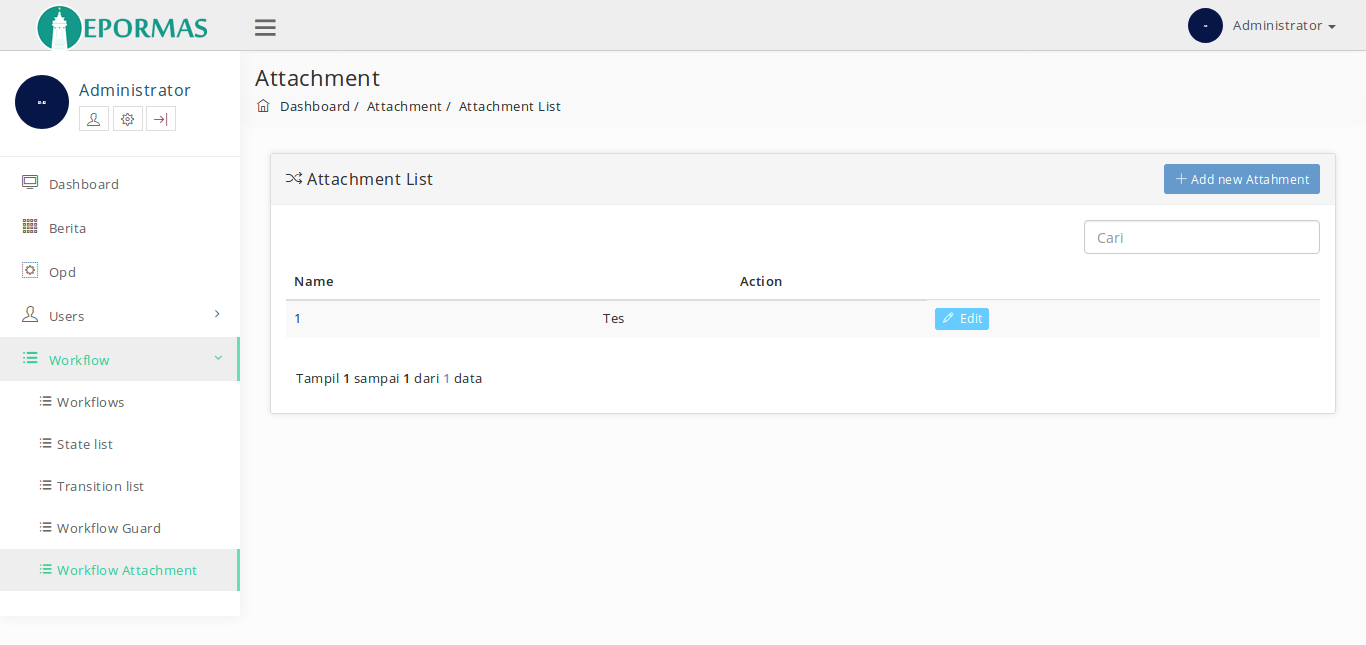 EPORMAS
Administrator
Administrator
Dashboard
Berita
Opd
Users
Workflow
Workflows
State list
Transition list
Workflow Guard
Workflow Attachment
Attachment
Dashboard / Attachment / Attachment List
Attachment List
Add new Attahment
Cari
Name Action
1 Tes Edit
Tampil 1 sampai 1 dari 1 data